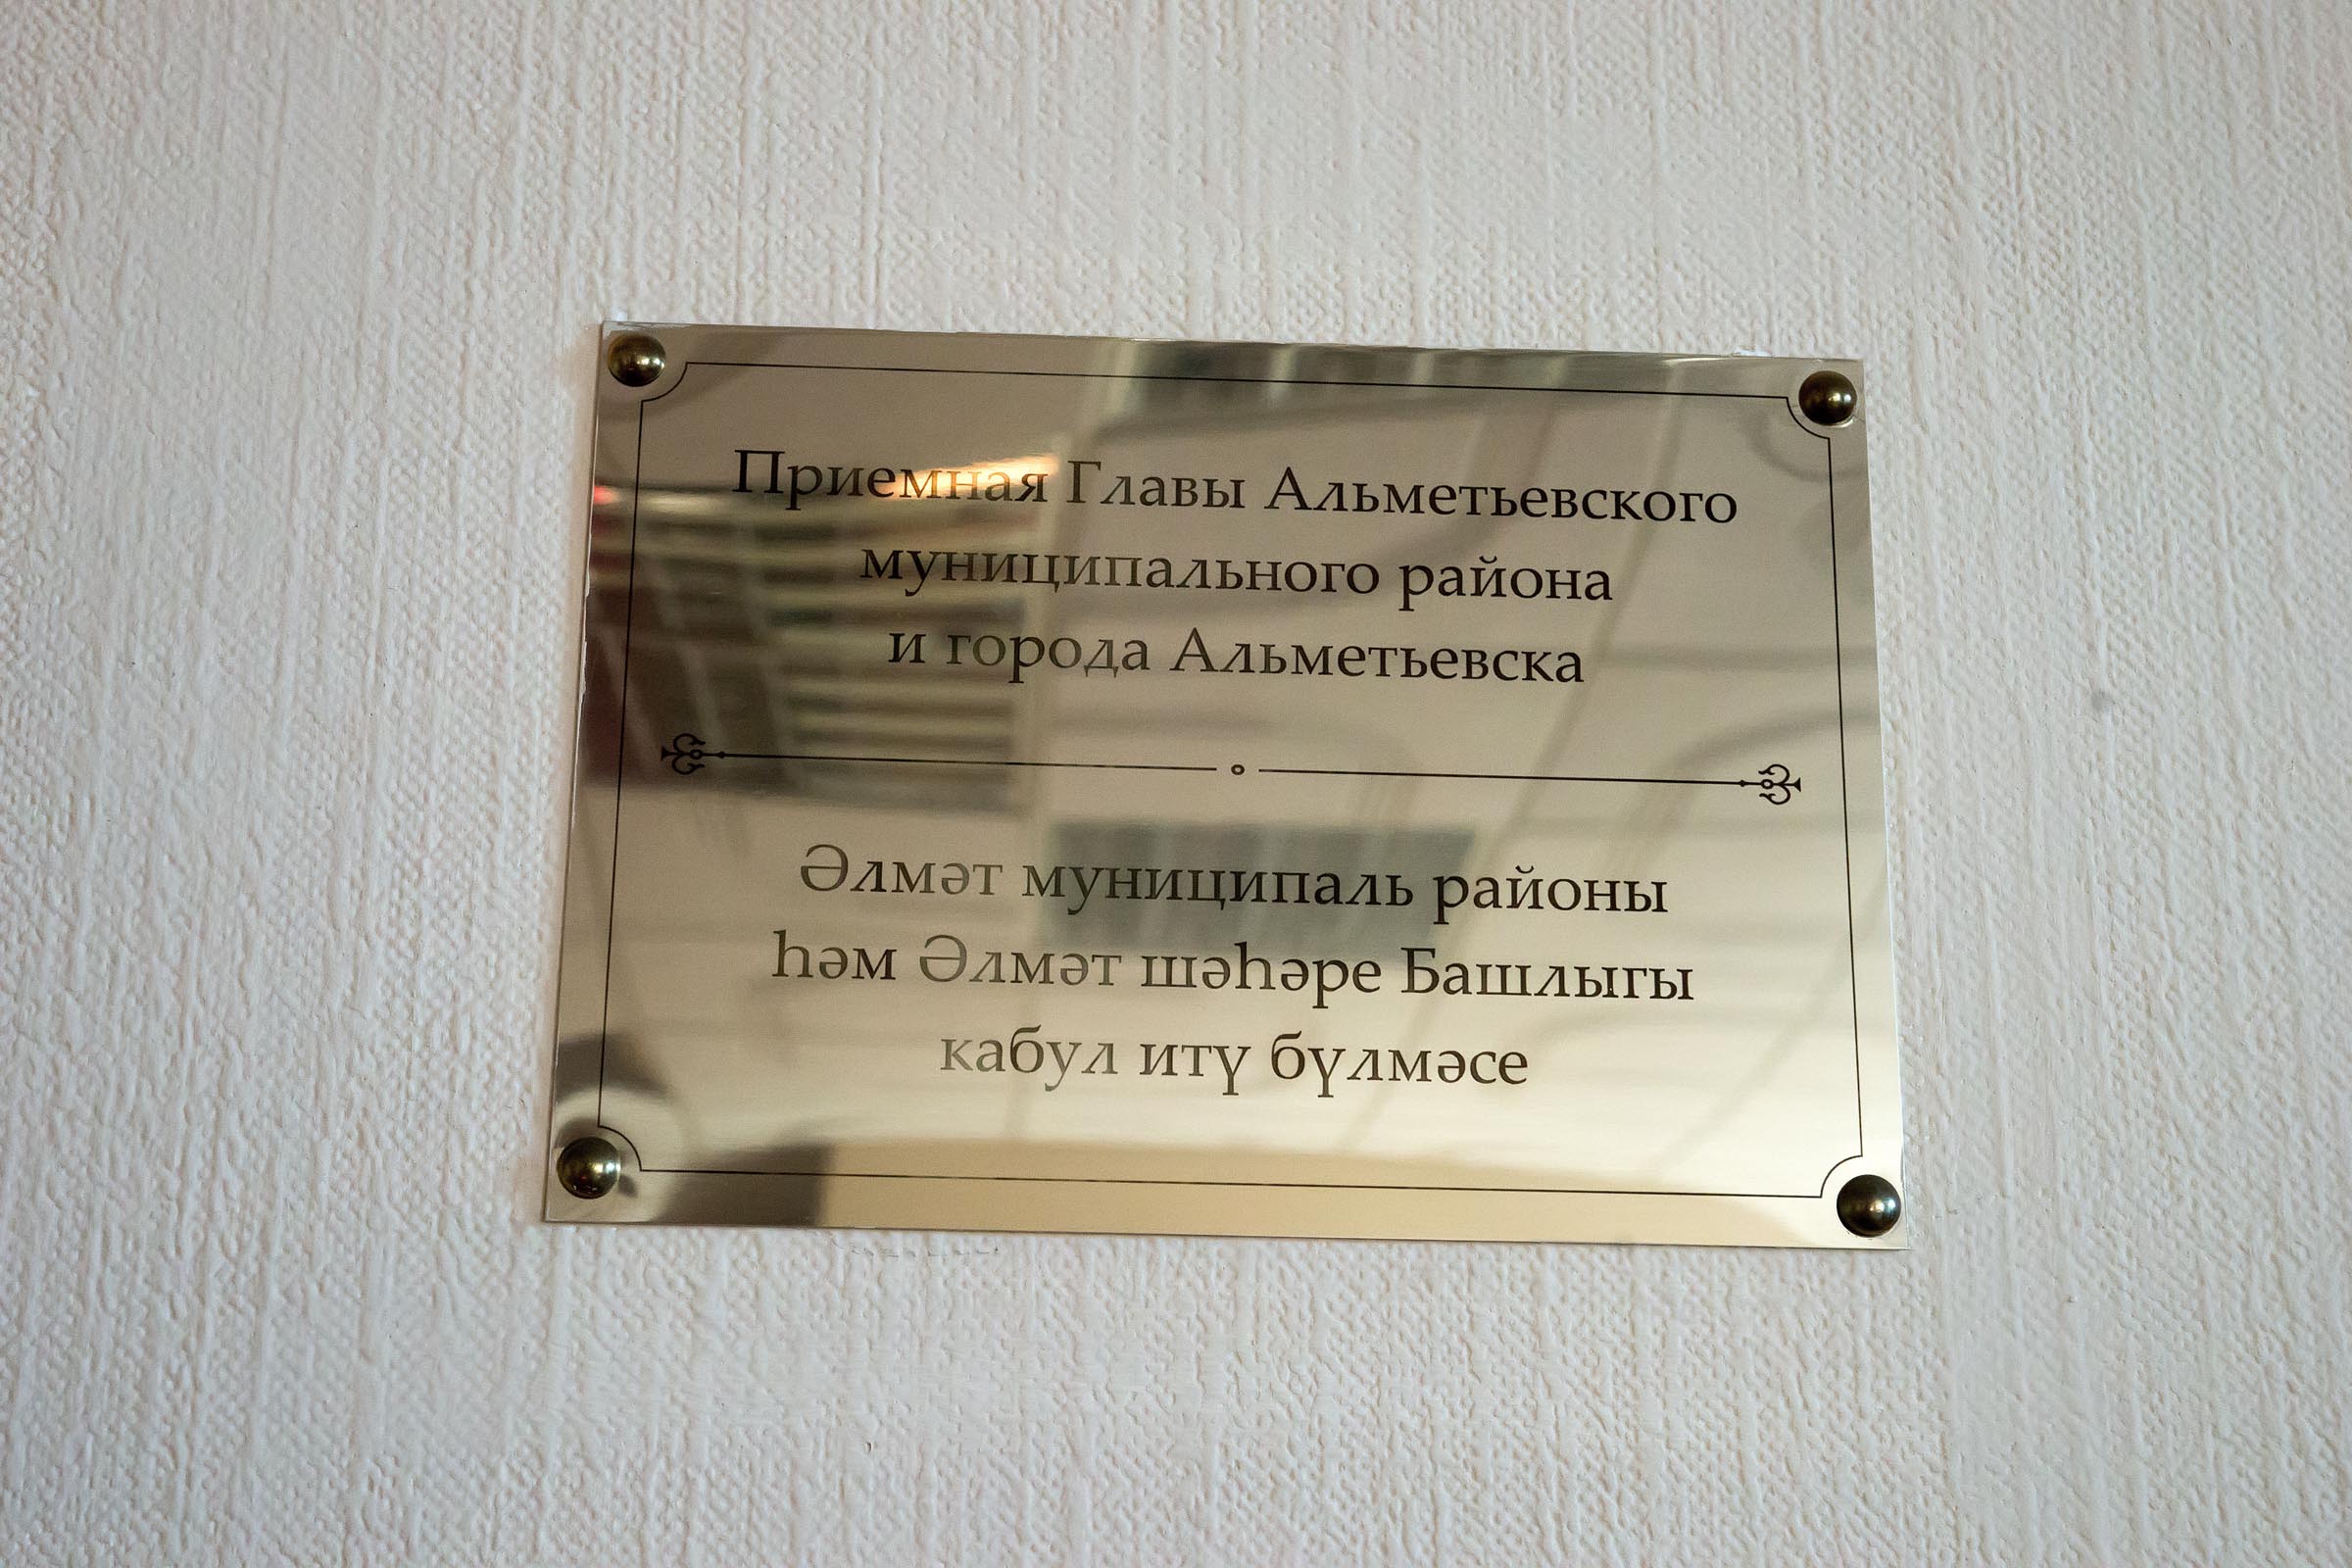 Приемная Главы Альметьевского
муниципального района
и города Альметьевска
Әлмәт муниципаль районы
һәм Әлмәт шәһәре Башлыгы
кабул итү бүлмәсе